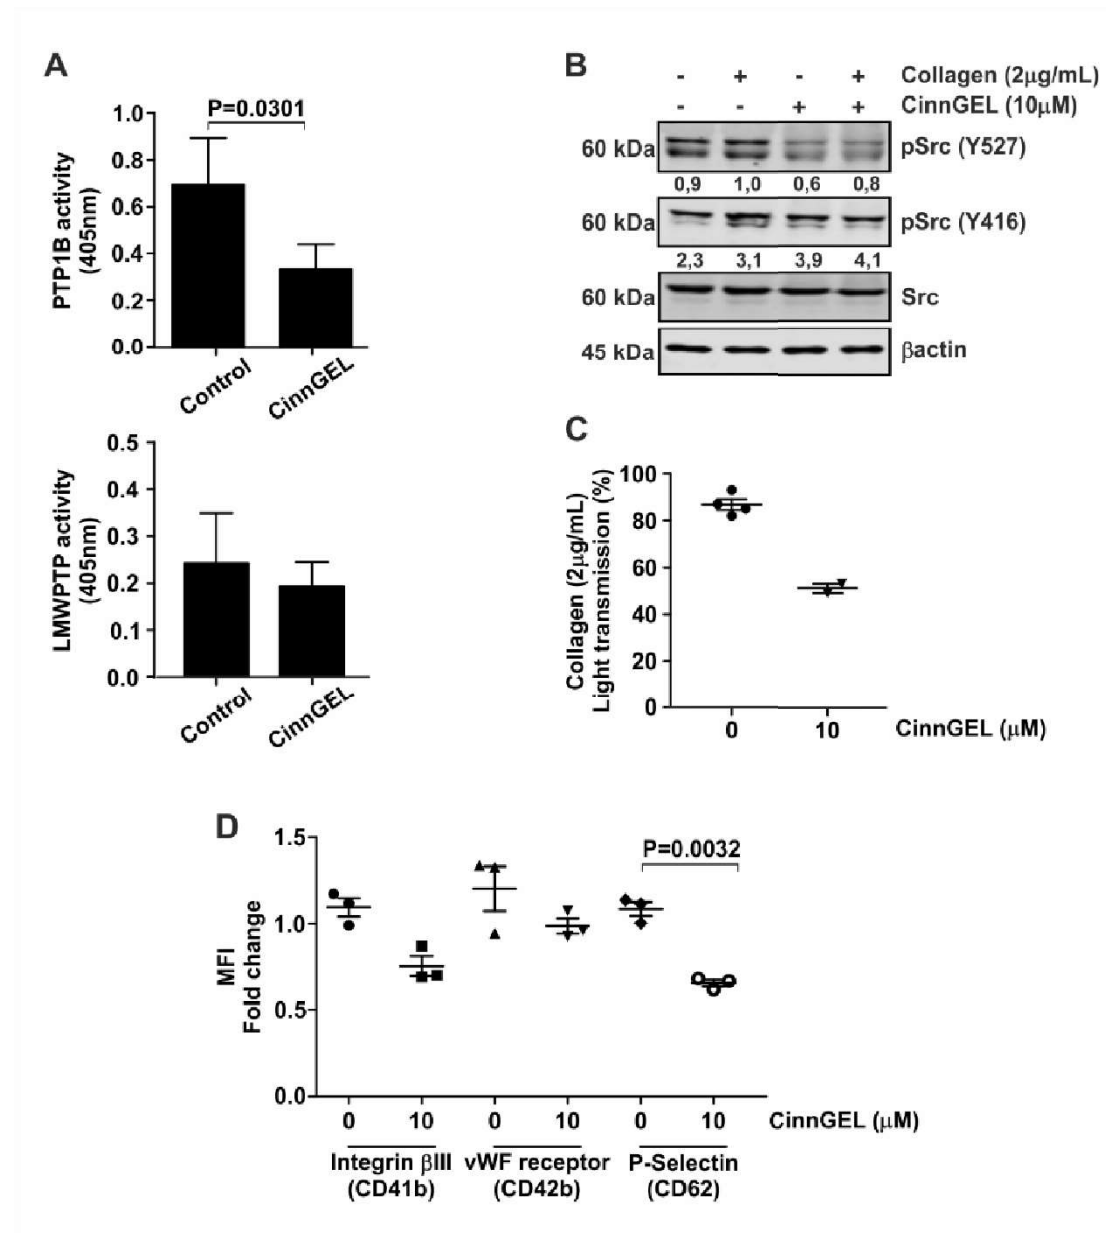 A
P=0.0301
PTP1B activity
(405nm)
1.0
0.8
0.6
0.4
0.2
0.0
Control
CinnGEL
LMWPTP activity
(405nm)
0.5
0.4
0.3
0.2
0.1
0.0
Control
CinnGEL
B
- + - + Collagen (2μg/mL)
- - + + CinnGEL (10μM)
60 kDa pSrc (Y527)
0,9 1,0 0,6 0,8
60 kDa pSrc (Y416)
2,3 3,1 3,9 4,1
60 kDa Src
45 kDa βactin
C
Collagen (2μg/mL)
Light transmission (%)
100
80
60
40
20
0
0 10 CinnGEL (μM)
D
P=0.0032
MFI
Fold change
1.5
1.0
0.5
0.0
0 10 0 10 0 10 CinnGEL (μM)
Integrin βIII vWF receptor P-Selectin
(CD41b) (CD42b) (CD62)